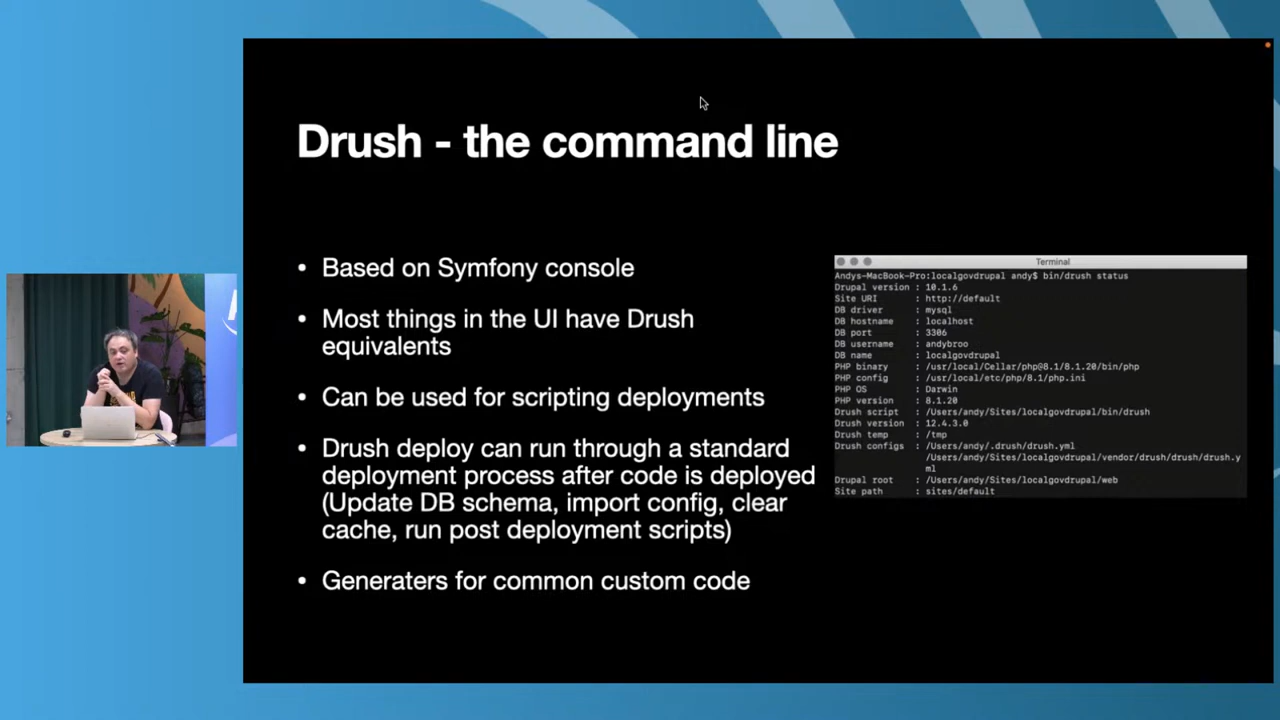 Drush - the command line
• Based on Symfony console
• Most things in the UI have Drush
equivalents
• Can be used for scripting deployments
• Drush deploy can run through a standard
deployment process after code is deployed
(Update DB schema, import config, clear
cache, run post deployment scripts)
• Generaters for common custom code
Terminal
Andys-MacBook-Pro:localgovdrupal andy$ bin/drush status
Drupal version : 10.1.6
Site URI : http://default
DB driver : mysql
DB hostname : localhost
DB port : 3306
DB username : andybroo
DB name : localgovdrupal
PHP binary : /usr/local/Cellar/php@8.1/8.1.20/bin/php
PHP config : /usr/local/etc/php/8.1/php.ini
PHP OS : Darwin
PHP version : 8.1.20
Drush script : /Users/andy/Sites/localgovdrupal/bin/drush
Drush version : 12.4.3.0
Drush temp : /tmp
Drush configs : /Users/andy/.drush/drush.yml
/Users/andy/Sites/localgovdrupal/vendor/drush/drush/drush.y
ml
Drupal root : /Users/andy/Sites/localgovdrupal/web
Site path : sites/default